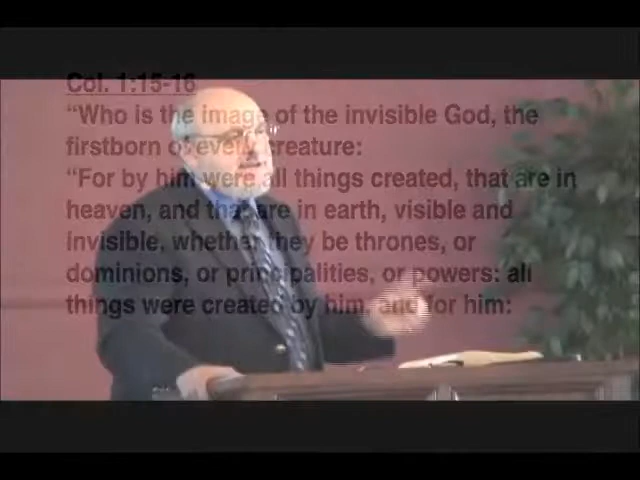 Col. 1:15-16
“Who is the image of the invisible God, the
firstborn of every creature:
“For by him were all things created, that are in
heaven, and that are in earth, visible and
invisible, whether they be thrones, or
dominions, or principalities, or powers: all
things were created by him, and for him: